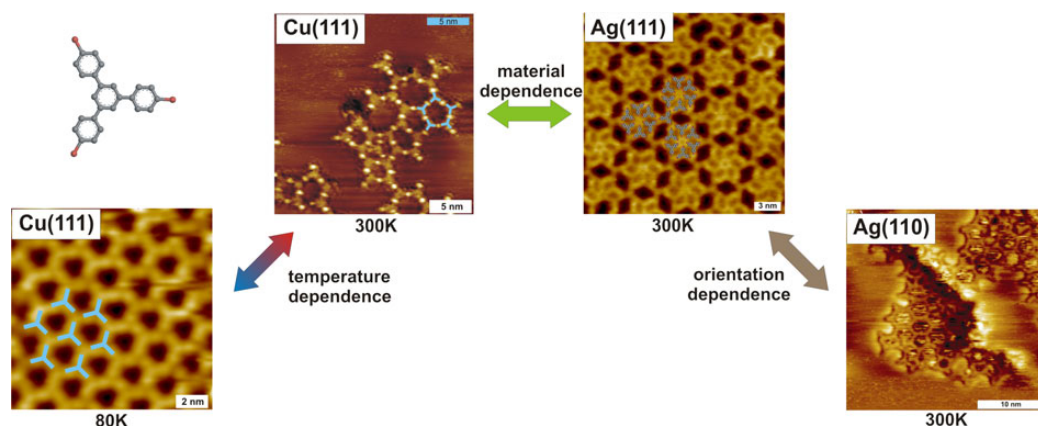 Cu(111)
5 nm
5 nm
300K
material
dependence
Ag(111)
3 nm
300K
Cu(111)
2 nm
80K
temperature
dependence
orientation
dependence
Ag(110)
10 nm
300K